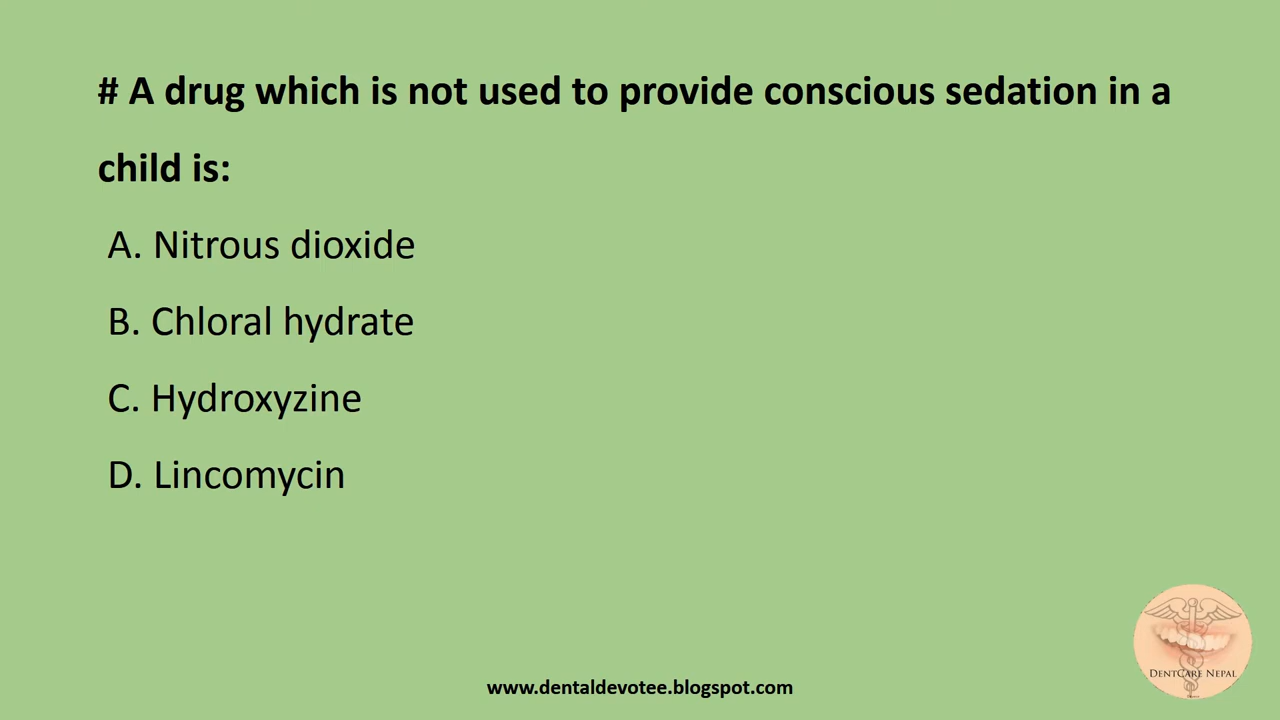 # A drug which is not used to provide conscious sedation in a
child is:
A. Nitrous dioxide
B. Chloral hydrate
C. Hydroxyzine
D. Lincomycin
DENTCARE NEPAL
www.dentaldevotee.blogspot.com